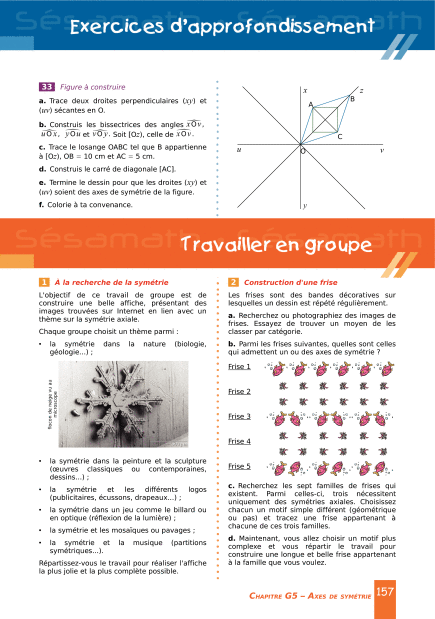 Exercices d'approfondissement
33 Figure à construire
a. Trace deux droites perpendiculaires (xy) et
(uv) sécantes en O.
b. Construis les bissectrices des angles xOv,
uOx, yOu et vOy. Soit [Oz), celle de xOv.
c. Trace le losange OABC tel que B appartienne
à [Oz), OB = 10 cm et AC = 5 cm.
d. Construis le carré de diagonale [AC].
e. Termine le dessin pour que les droites (xy) et
(uv) soient des axes de symétrie de la figure.
f. Colorie à ta convenance.
x
z
B
A
C
u
O
v
y
Travailler en groupe
1 À la recherche de la symétrie
L'objectif de ce travail de groupe est de
construire une belle affiche, présentant des
images trouvées sur Internet en lien avec un
thème sur la symétrie axiale.
Chaque groupe choisit un thème parmi :
• la symétrie dans la nature (biologie,
géologie...) ;
flocon de neige vu au
microscope
• la symétrie dans la peinture et la sculpture
(œuvres classiques ou contemporaines,
dessins...) ;
• la symétrie et les différents logos
(publicitaires, écussons, drapeaux...) ;
• la symétrie dans un jeu comme le billard ou
en optique (réflexion de la lumière) ;
• la symétrie et les mosaïques ou pavages ;
• la symétrie et la musique (partitions
symétriques...).
Répartissez-vous le travail pour réaliser l'affiche
la plus jolie et la plus complète possible.
2 Construction d'une frise
Les frises sont des bandes décoratives sur
lesquelles un dessin est répété régulièrement.
a. Recherchez ou photographiez des images de
frises. Essayez de trouver un moyen de les
classer par catégorie.
b. Parmi les frises suivantes, quelles sont celles
qui admettent un ou des axes de symétrie ?
Frise 1
Frise 2
Frise 3
Frise 4
Frise 5
c. Recherchez les sept familles de frises qui
existent. Parmi celles-ci, trois nécessitent
uniquement des symétries axiales. Choisissez
chacun un motif simple différent (géométrique
ou pas) et tracez une frise appartenant à
chacune de ces trois familles.
d. Maintenant, vous allez choisir un motif plus
complexe et vous répartir le travail pour
construire une longue et belle frise appartenant
à la famille que vous voulez.
Chapitre G5 – Axes de symétrie 157